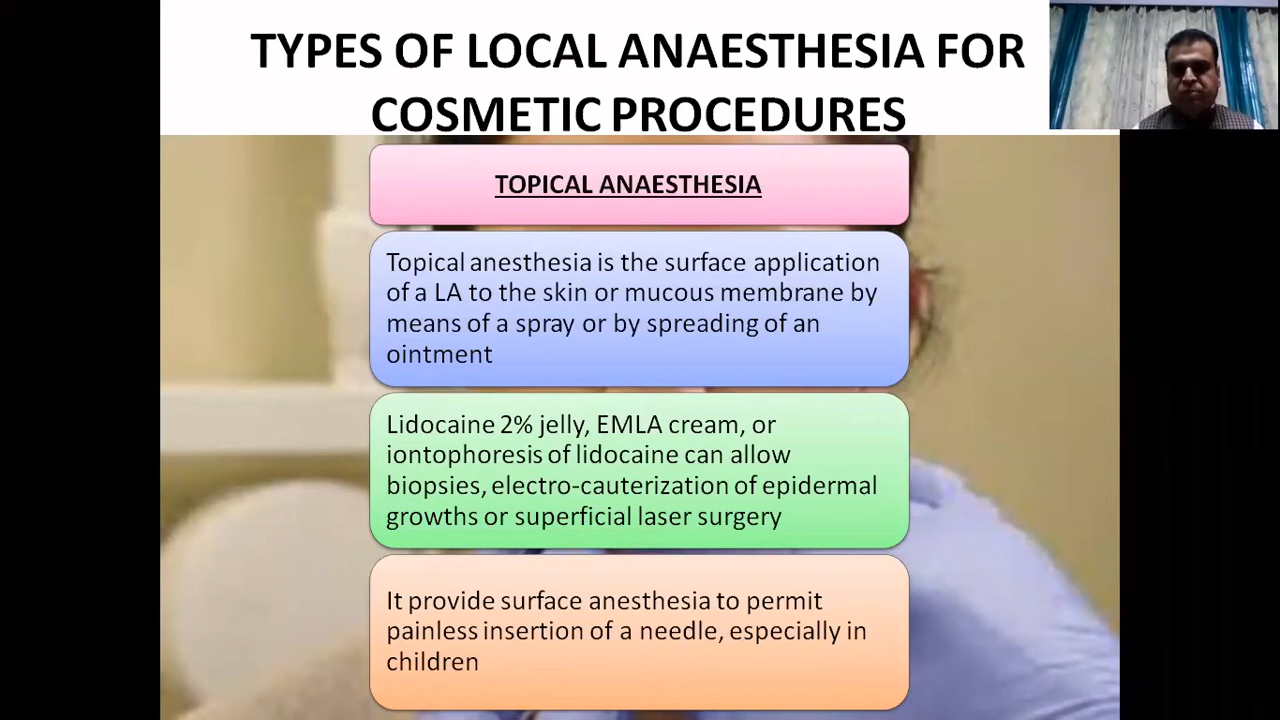 TYPES OF LOCAL ANAESTHESIA FOR
COSMETIC PROCEDURES
TOPICAL ANAESTHESIA
Topical anesthesia is the surface application
of a LA to the skin or mucous membrane by
means of a spray or by spreading of an
ointment
Lidocaine 2% jelly, EMLA cream, or
iontophoresis of lidocaine can allow
biopsies, electro-cauterization of epidermal
growths or superficial laser surgery
It provide surface anesthesia to permit
painless insertion of a needle, especially in
children